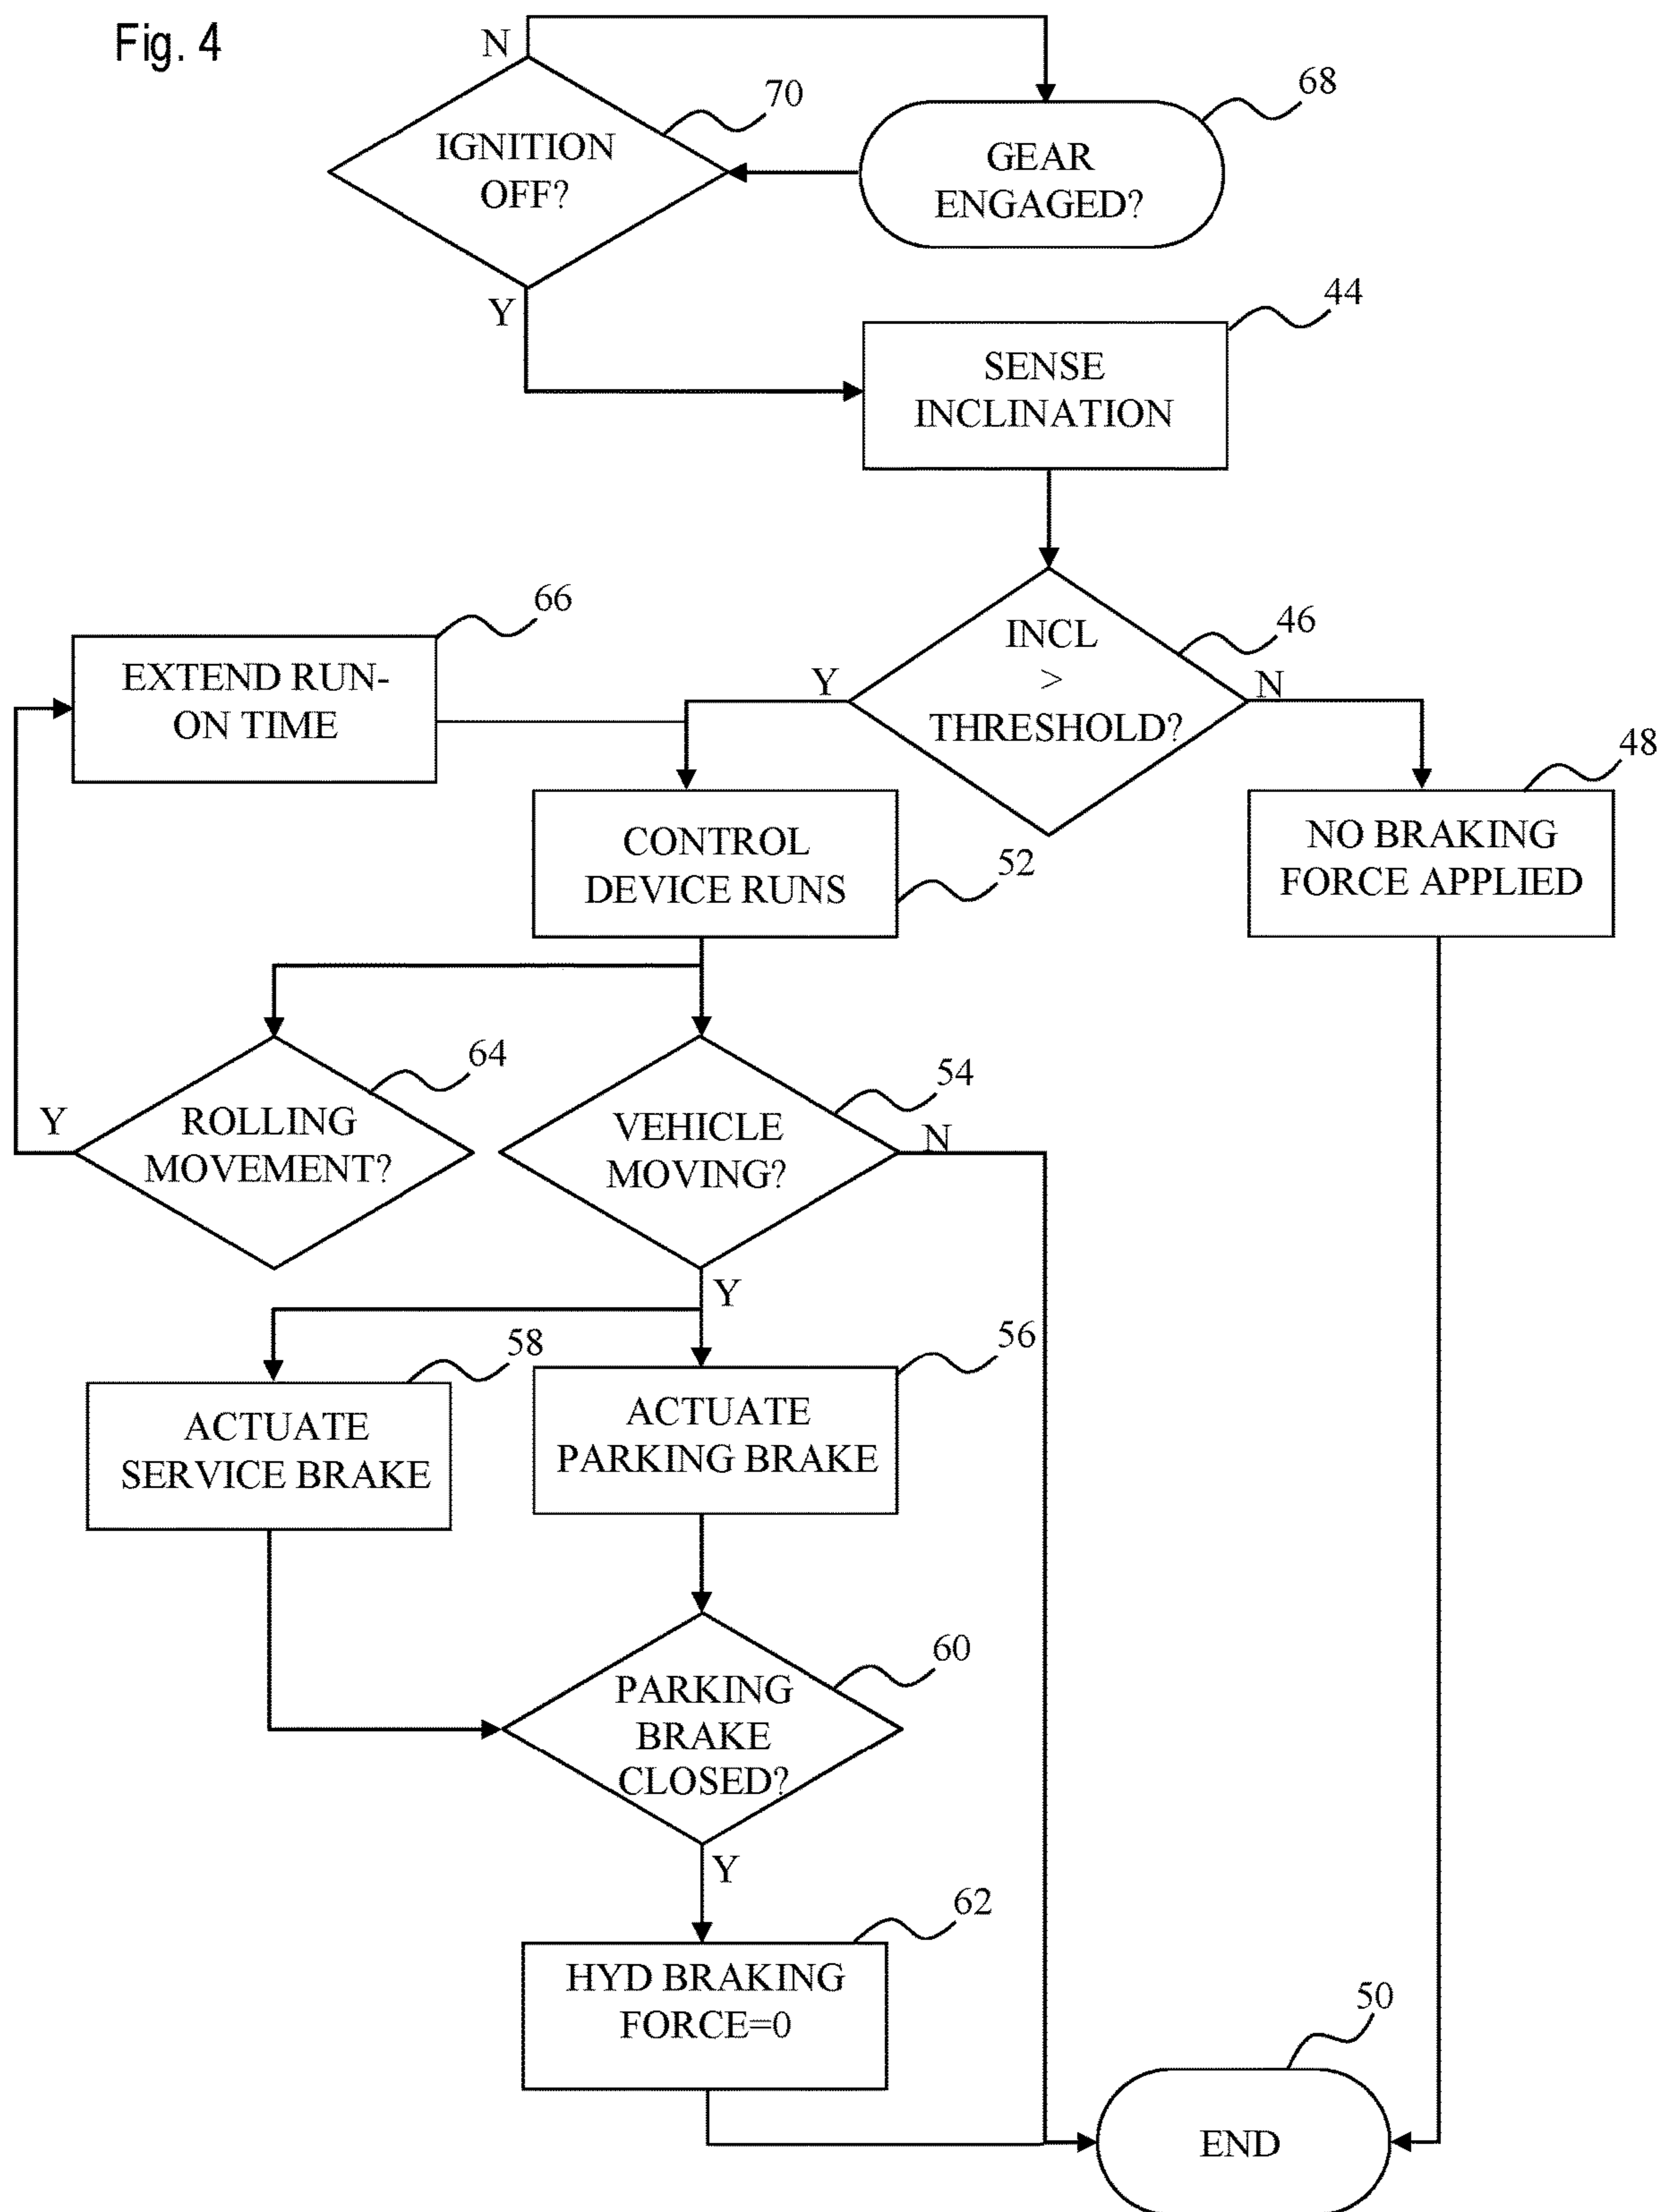 Fig. 4
N
70
68
IGNITION
OFF?
GEAR
ENGAGED?
Y
44
SENSE
INCLINATION
66
EXTEND RUN-
ON TIME
46
INCL
>
THRESHOLD?
Y
N
48
NO BRAKING
FORCE APPLIED
CONTROL
DEVICE RUNS
52
64
ROLLING
MOVEMENT?
Y
54
VEHICLE
MOVING?
N
Y
58
ACTUATE
SERVICE BRAKE
56
ACTUATE
PARKING BRAKE
60
PARKING
BRAKE
CLOSED?
Y
62
HYD BRAKING
FORCE=0
50
END